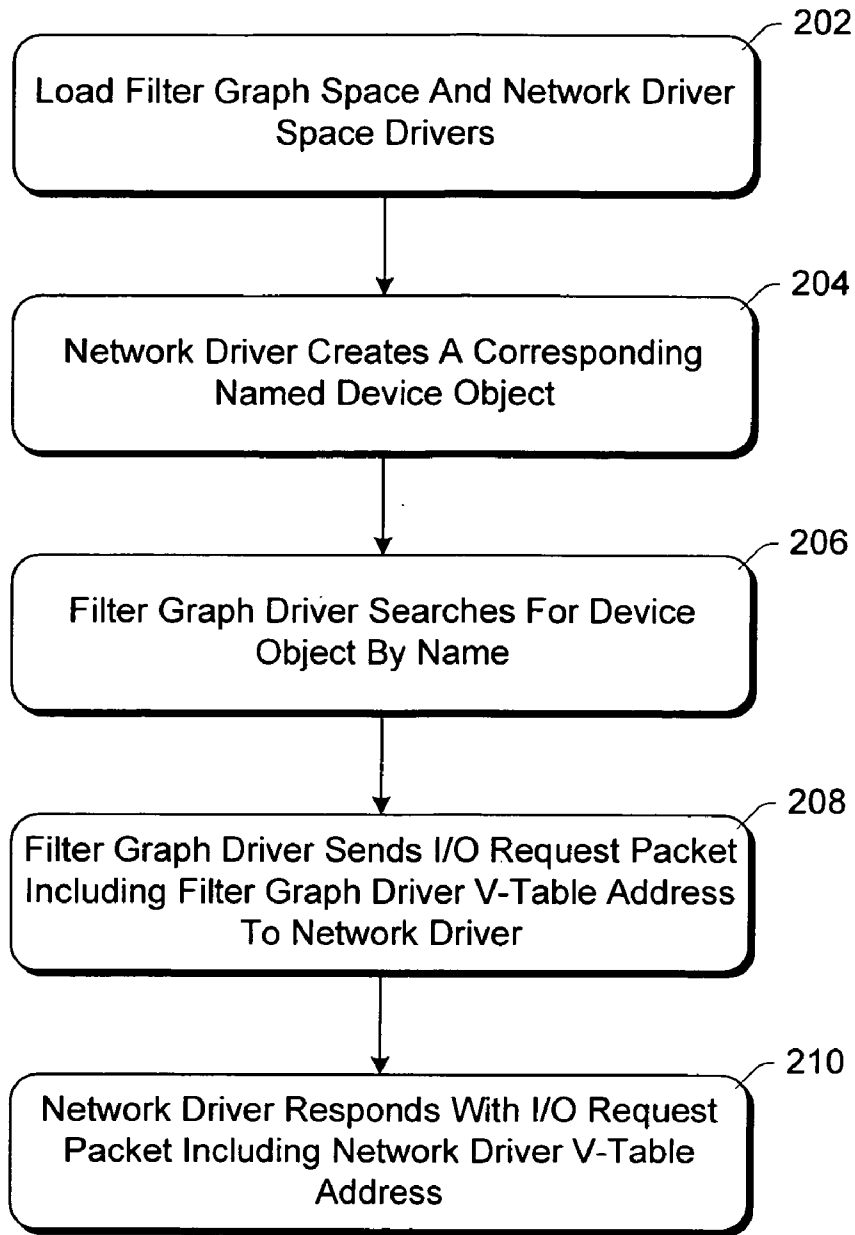 202
Load Filter Graph Space And Network Driver
Space Drivers
204
Network Driver Creates A Corresponding
Named Device Object
206
Filter Graph Driver Searches For Device
Object By Name
208
Filter Graph Driver Sends I/O Request Packet
Including Filter Graph Driver V-Table Address
To Network Driver
210
Network Driver Responds With I/O Request
Packet Including Network Driver V-Table
Address